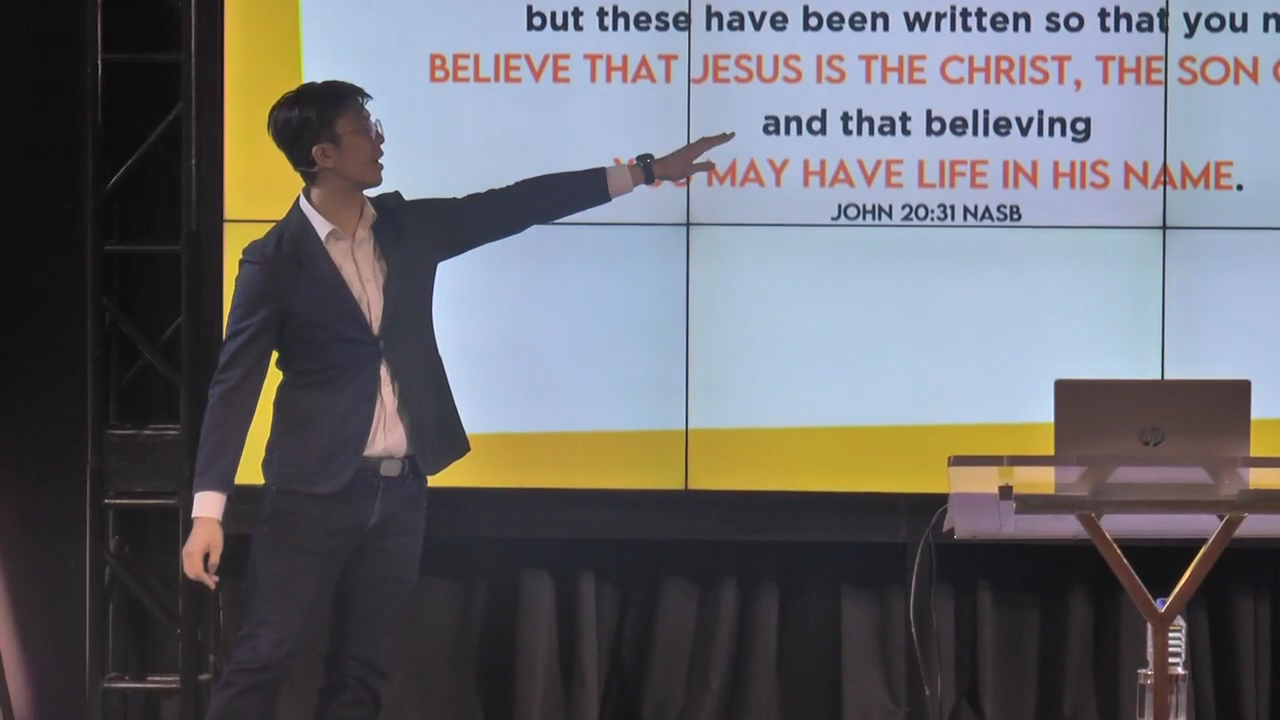 but these have been written so that you
BELIEVE THAT JESUS IS THE CHRIST, THE SON
and that believing
MAY HAVE LIFE IN HIS NAME.
JOHN 20:31 NASB
hp